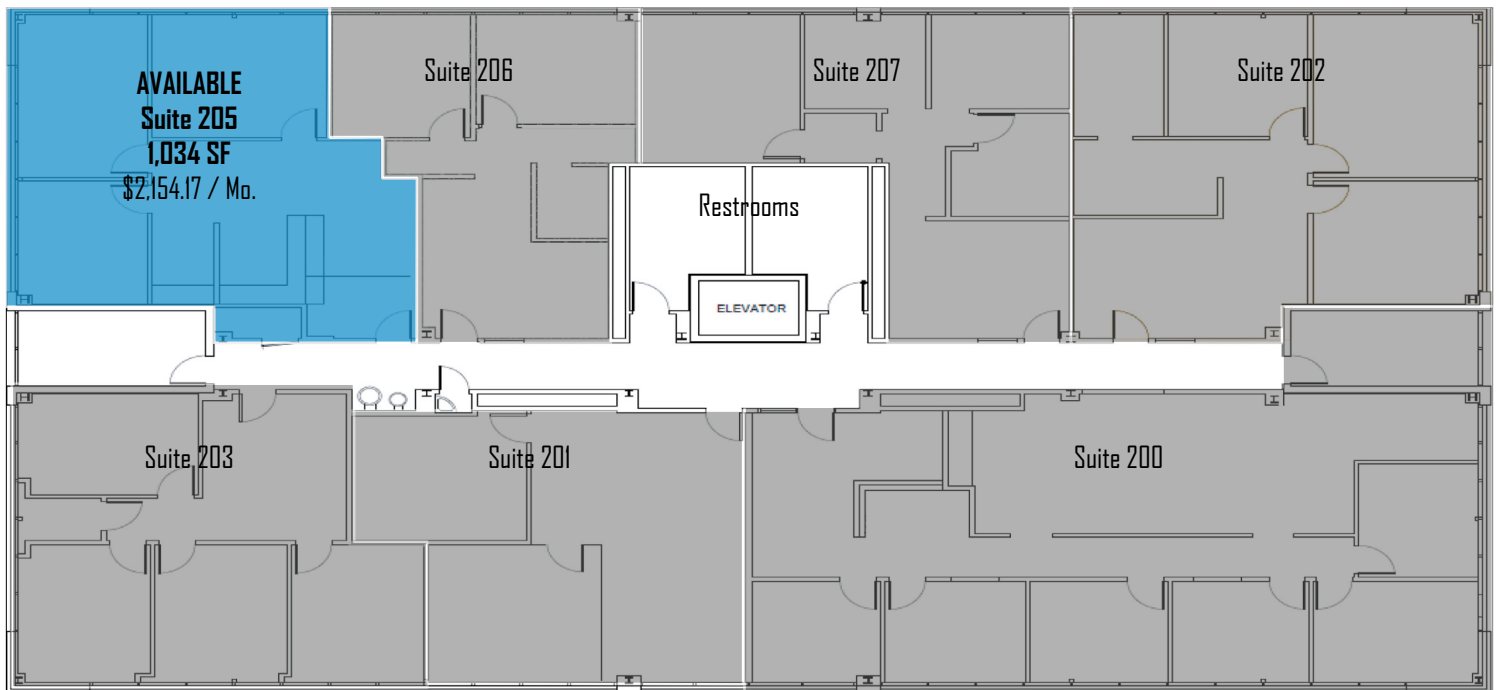 AVAILABLE
Suite 205
1,034 SF
$2,154.17 / Mo.
Suite 206
Suite 207
Suite 202
Restrooms
ELEVATOR
Suite 203
Suite 201
Suite 200